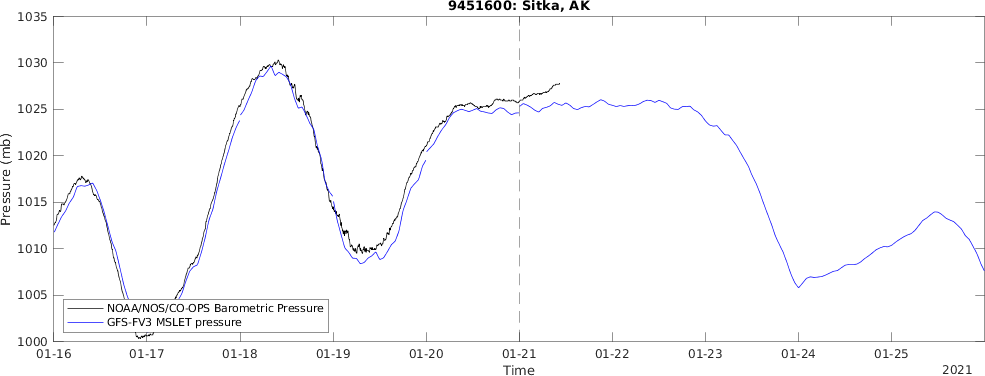 9451600: Sitka, AK
1035
1030
1025
1020
1015
1010
1005
1000
Pressure (mb)
NOAA/NOS/CO-OPS Barometric Pressure
GFS-FV3 MSLET pressure
01-16 01-17 01-18 01-19 01-20 01-21 01-22 01-23 01-24 01-25
Time
2021